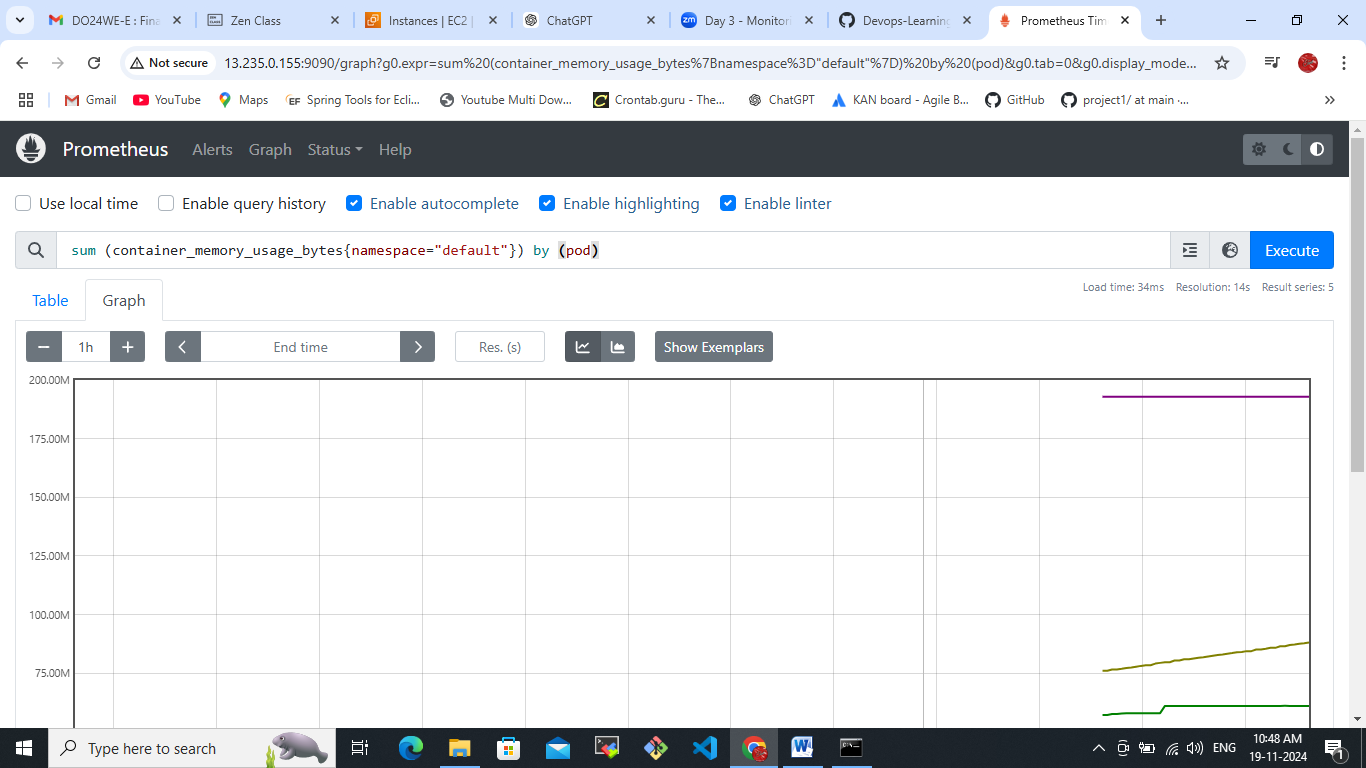 DO24WE-E : Fina
Zen Class
Instances | EC2 |
ChatGPT
Day 3 - Monitori
Devops-Learning
Prometheus Tim
Not secure
13.235.0.155:9090/graph?g0.expr=sum%20(container_memory_usage_bytes%7Bnamespace%3D"default"%7D)%20by%20(pod)&g0.tab=0&g0.display_mode...
Gmail
YouTube
Maps
Spring Tools for Ecli...
Youtube Multi Dow...
Crontab.guru - The...
ChatGPT
KAN board - Agile B...
GitHub
project1/ at main ·...
Prometheus
Alerts
Graph
Status
Help
Use local time
Enable query history
Enable autocomplete
Enable highlighting
Enable linter
sum (container_memory_usage_bytes{namespace="default"}) by (pod)
Execute
Load time: 34ms
Resolution: 14s
Result series: 5
Table
Graph
1h
End time
Res. (s)
Show Exemplars
200.00M
175.00M
150.00M
125.00M
100.00M
75.00M
Type here to search
ENG
10:48 AM
19-11-2024
1